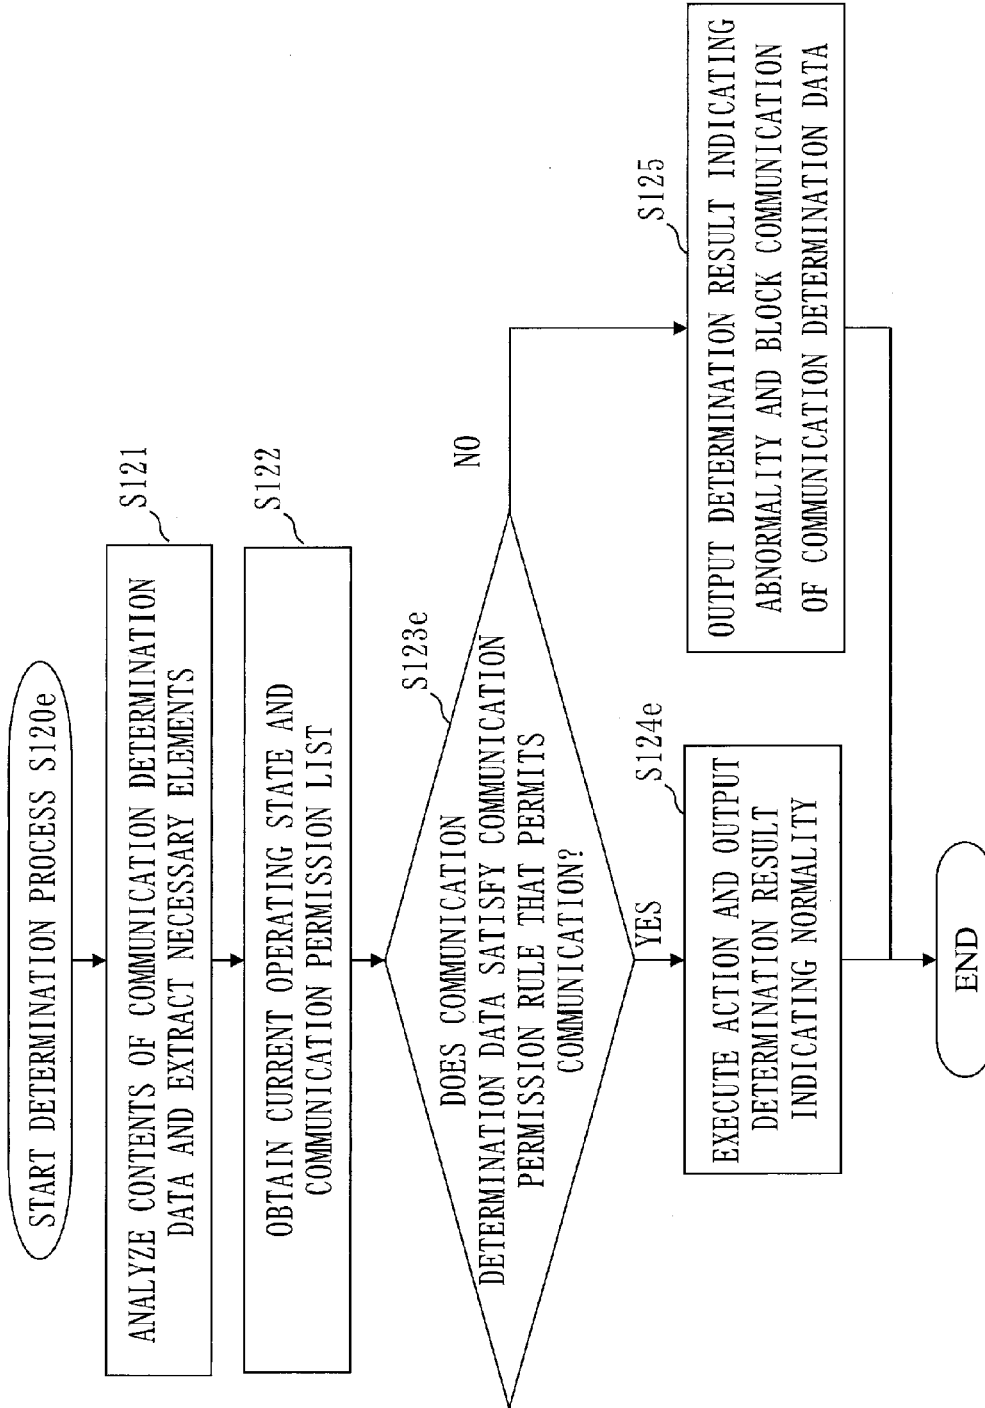 START DETERMINATION PROCESS S120e
S121
ANALYZE CONTENTS OF COMMUNICATION DETERMINATION
DATA AND EXTRACT NECESSARY ELEMENTS
S122
OBTAIN CURRENT OPERATING STATE AND
COMMUNICATION PERMISSION LIST
S123e
DOES COMMUNICATION
DETERMINATION DATA SATISFY COMMUNICATION
PERMISSION RULE THAT PERMITS
COMMUNICATION?
NO
YES
S124e
EXECUTE ACTION AND OUTPUT
DETERMINATION RESULT
INDICATING NORMALITY
S125
OUTPUT DETERMINATION RESULT INDICATING
ABNORMALITY AND BLOCK COMMUNICATION
OF COMMUNICATION DETERMINATION DATA
END